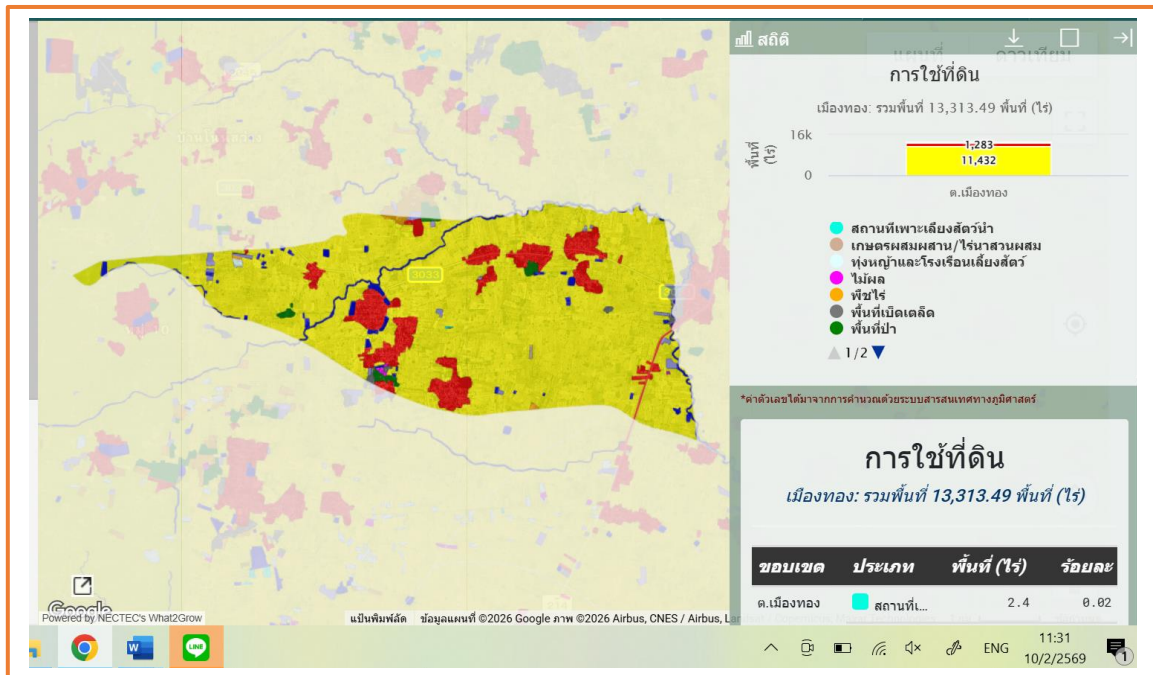 สถิติ
แผนที่ ดาวเทียม
การใช้ที่ดิน
เมืองทอง: รวมพื้นที่ 13,313.49 พื้นที่ (ไร่)
พื้นที่ (ไร่)
16k
0
1,283
11,432
ต.เมืองทอง
สถานที่เพาะเลี้ยงสัตว์น้ำ
เกษตรผสมผสาน/ไร่นาสวนผสม
ทุ่งหญ้าและโรงเรือนเลี้ยงสัตว์
ไม้ผล
พืชไร่
พื้นที่เบ็ดเตล็ด
พื้นที่ป่า
1/2
*ค่าตัวเลขได้มาจากการคำนวณด้วยระบบสารสนเทศทางภูมิศาสตร์
การใช้ที่ดิน
เมืองทอง: รวมพื้นที่ 13,313.49 พื้นที่ (ไร่)
ขอบเขต ประเภท พื้นที่ (ไร่) ร้อยละ
ต.เมืองทอง สถานที่เ... 2.4 0.02
3033
Google
Powered by NECTEC's What2Grow
แป้นพิมพ์ลัด ข้อมูลแผนที่ ©2026 Google ภาพ ©2026 Airbus, CNES / Airbus,
W
LINE
ENG
11:31
10/2/2569
1